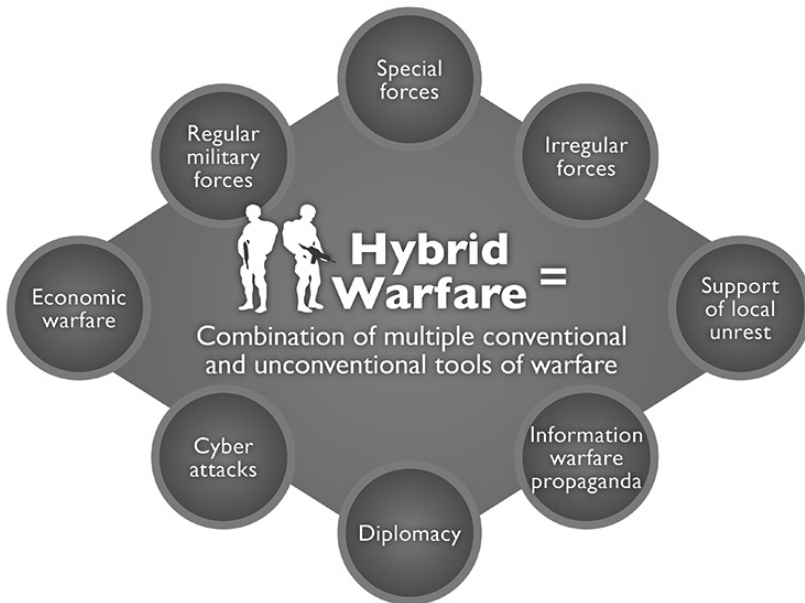 Special
forces
Regular
military
forces
Irregular
forces
Hybrid
Warfare =
Economic
warfare
Support
of local
unrest
Combination of multiple conventional
and unconventional tools of warfare
Cyber
attacks
Information
warfare
propaganda
Diplomacy